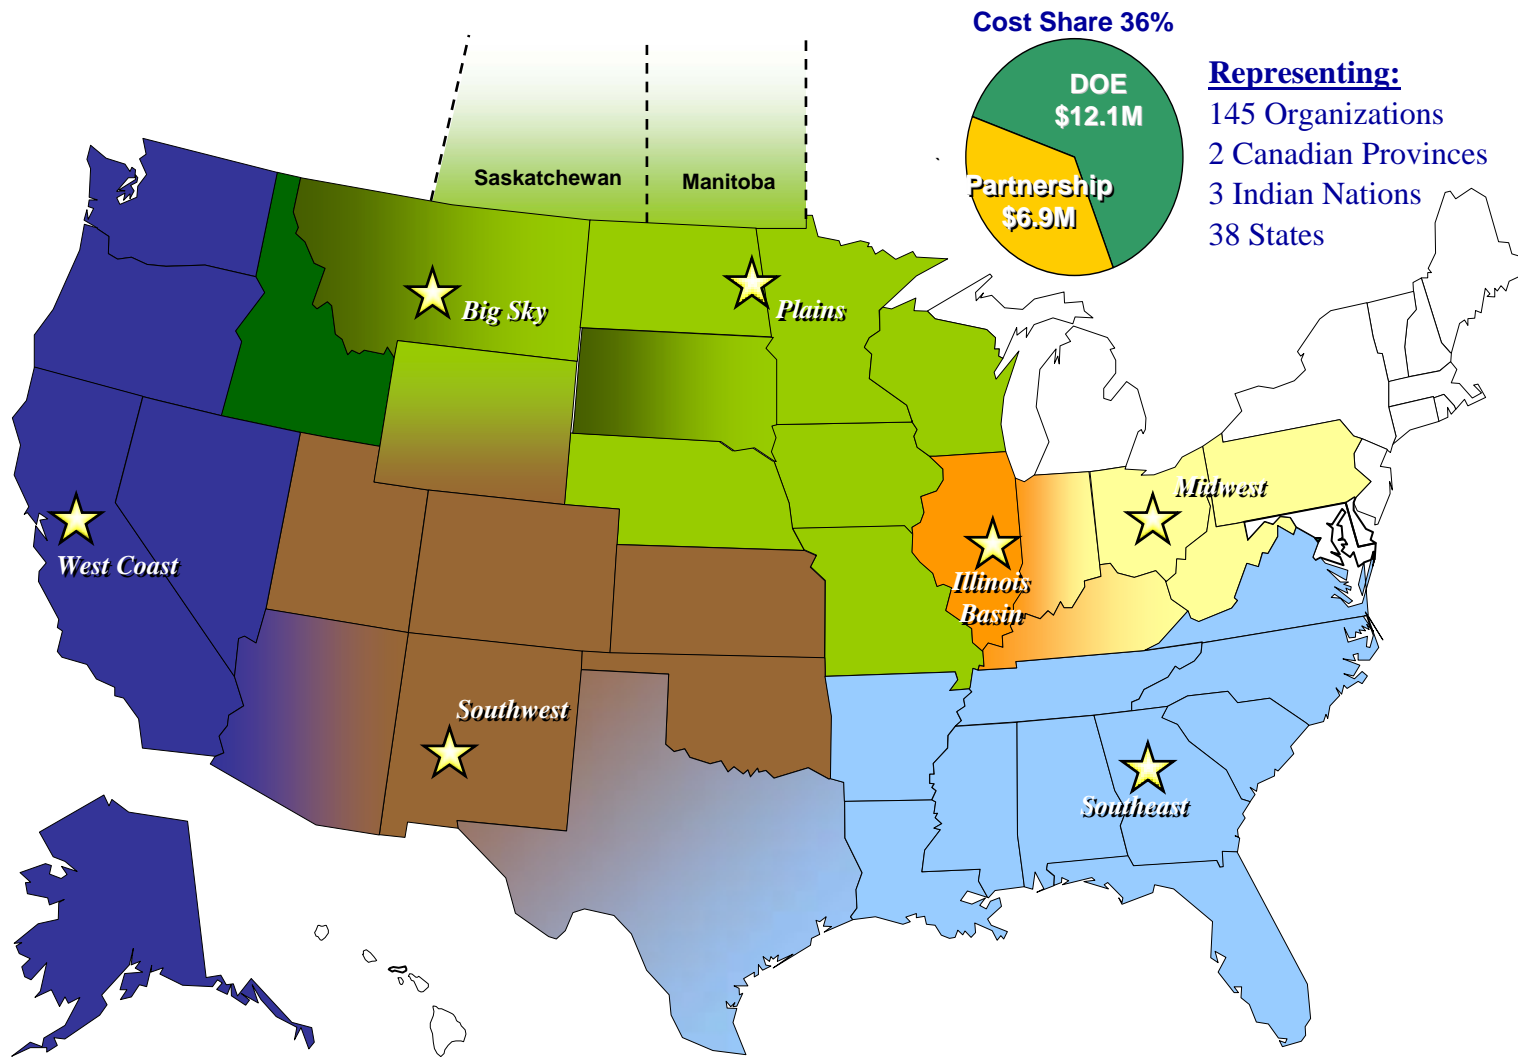 Cost Share 36%
DOE
$12.1M
Partnership
$6.9M
Representing:
145 Organizations
2 Canadian Provinces
3 Indian Nations
38 States
Saskatchewan
Manitoba
Big Sky
Plains
Midwest
West Coast
Illinois
Basin
Southwest
Southeast